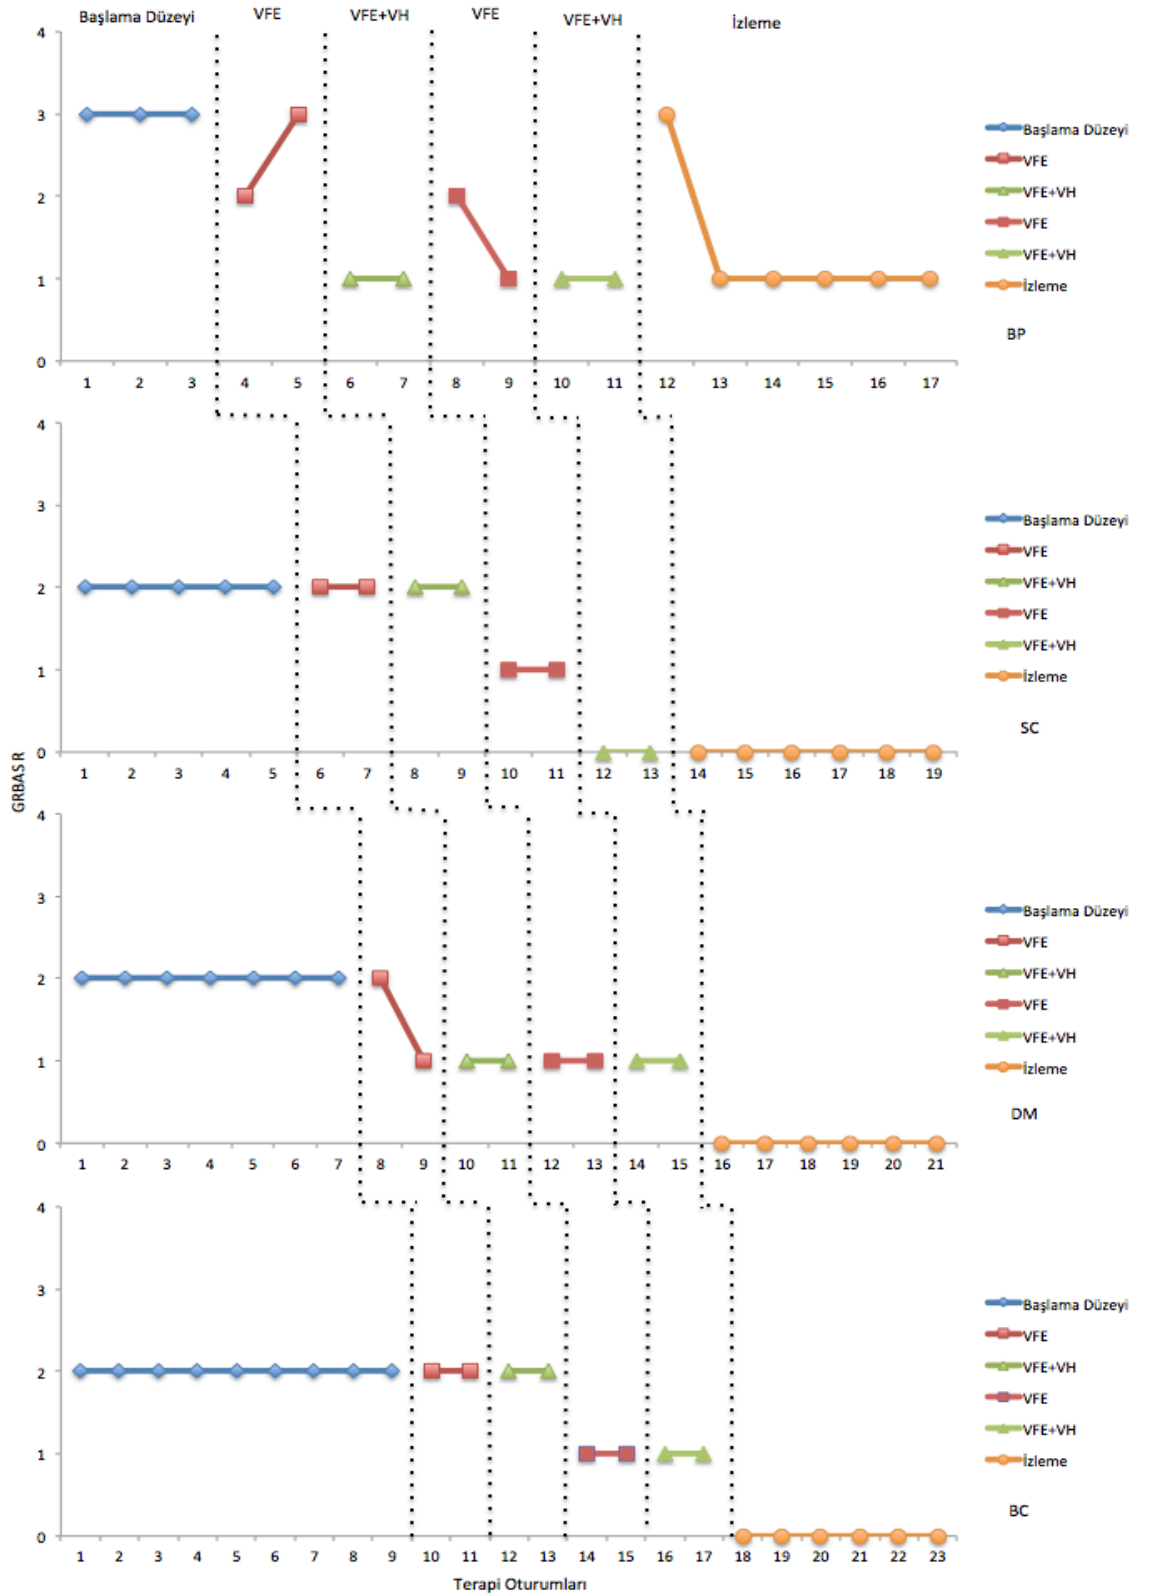 Başlama Düzeyi VFE VFE+VH VFE VFE+VH İzleme
4
3
2
1
0
1 2 3 4 5 6 7 8 9 10 11 12 13 14 15 16 17
Başlama Düzeyi
VFE
VFE+VH
VFE
VFE+VH
İzleme
BP
4
3
2
1
0
1 2 3 4 5 6 7 8 9 10 11 12 13 14 15 16 17 18 19
Başlama Düzeyi
VFE
VFE+VH
VFE
VFE+VH
İzleme
SC
GRBAS R
4
3
2
1
0
1 2 3 4 5 6 7 8 9 10 11 12 13 14 15 16 17 18 19 20 21
Başlama Düzeyi
VFE
VFE+VH
VFE
VFE+VH
İzleme
DM
4
3
2
1
0
1 2 3 4 5 6 7 8 9 10 11 12 13 14 15 16 17 18 19 20 21 22 23
Başlama Düzeyi
VFE
VFE+VH
VFE
VFE+VH
İzleme
BC
Terapi Oturumları